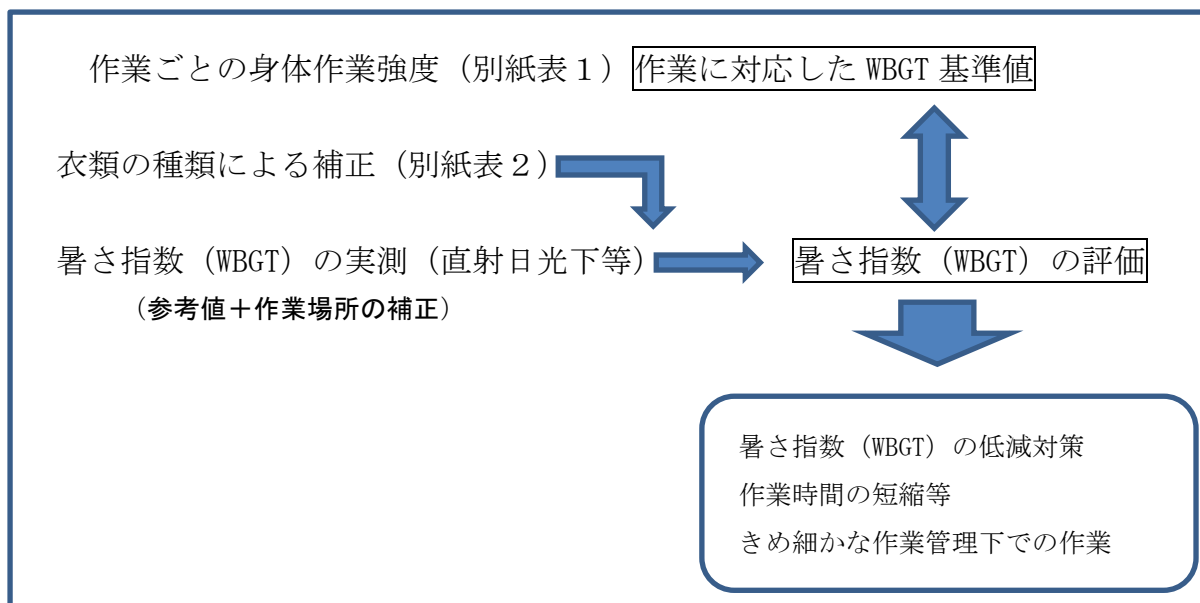 作業ごとの身体作業強度（別紙表１）作業に対応した WBGT 基準値
衣類の種類による補正（別紙表２）
暑さ指数（WBGT）の実測（直射日光下等） 暑さ指数（WBGT）の評価
（参考値＋作業場所の補正）
暑さ指数（WBGT）の低減対策
作業時間の短縮等
きめ細かな作業管理下での作業